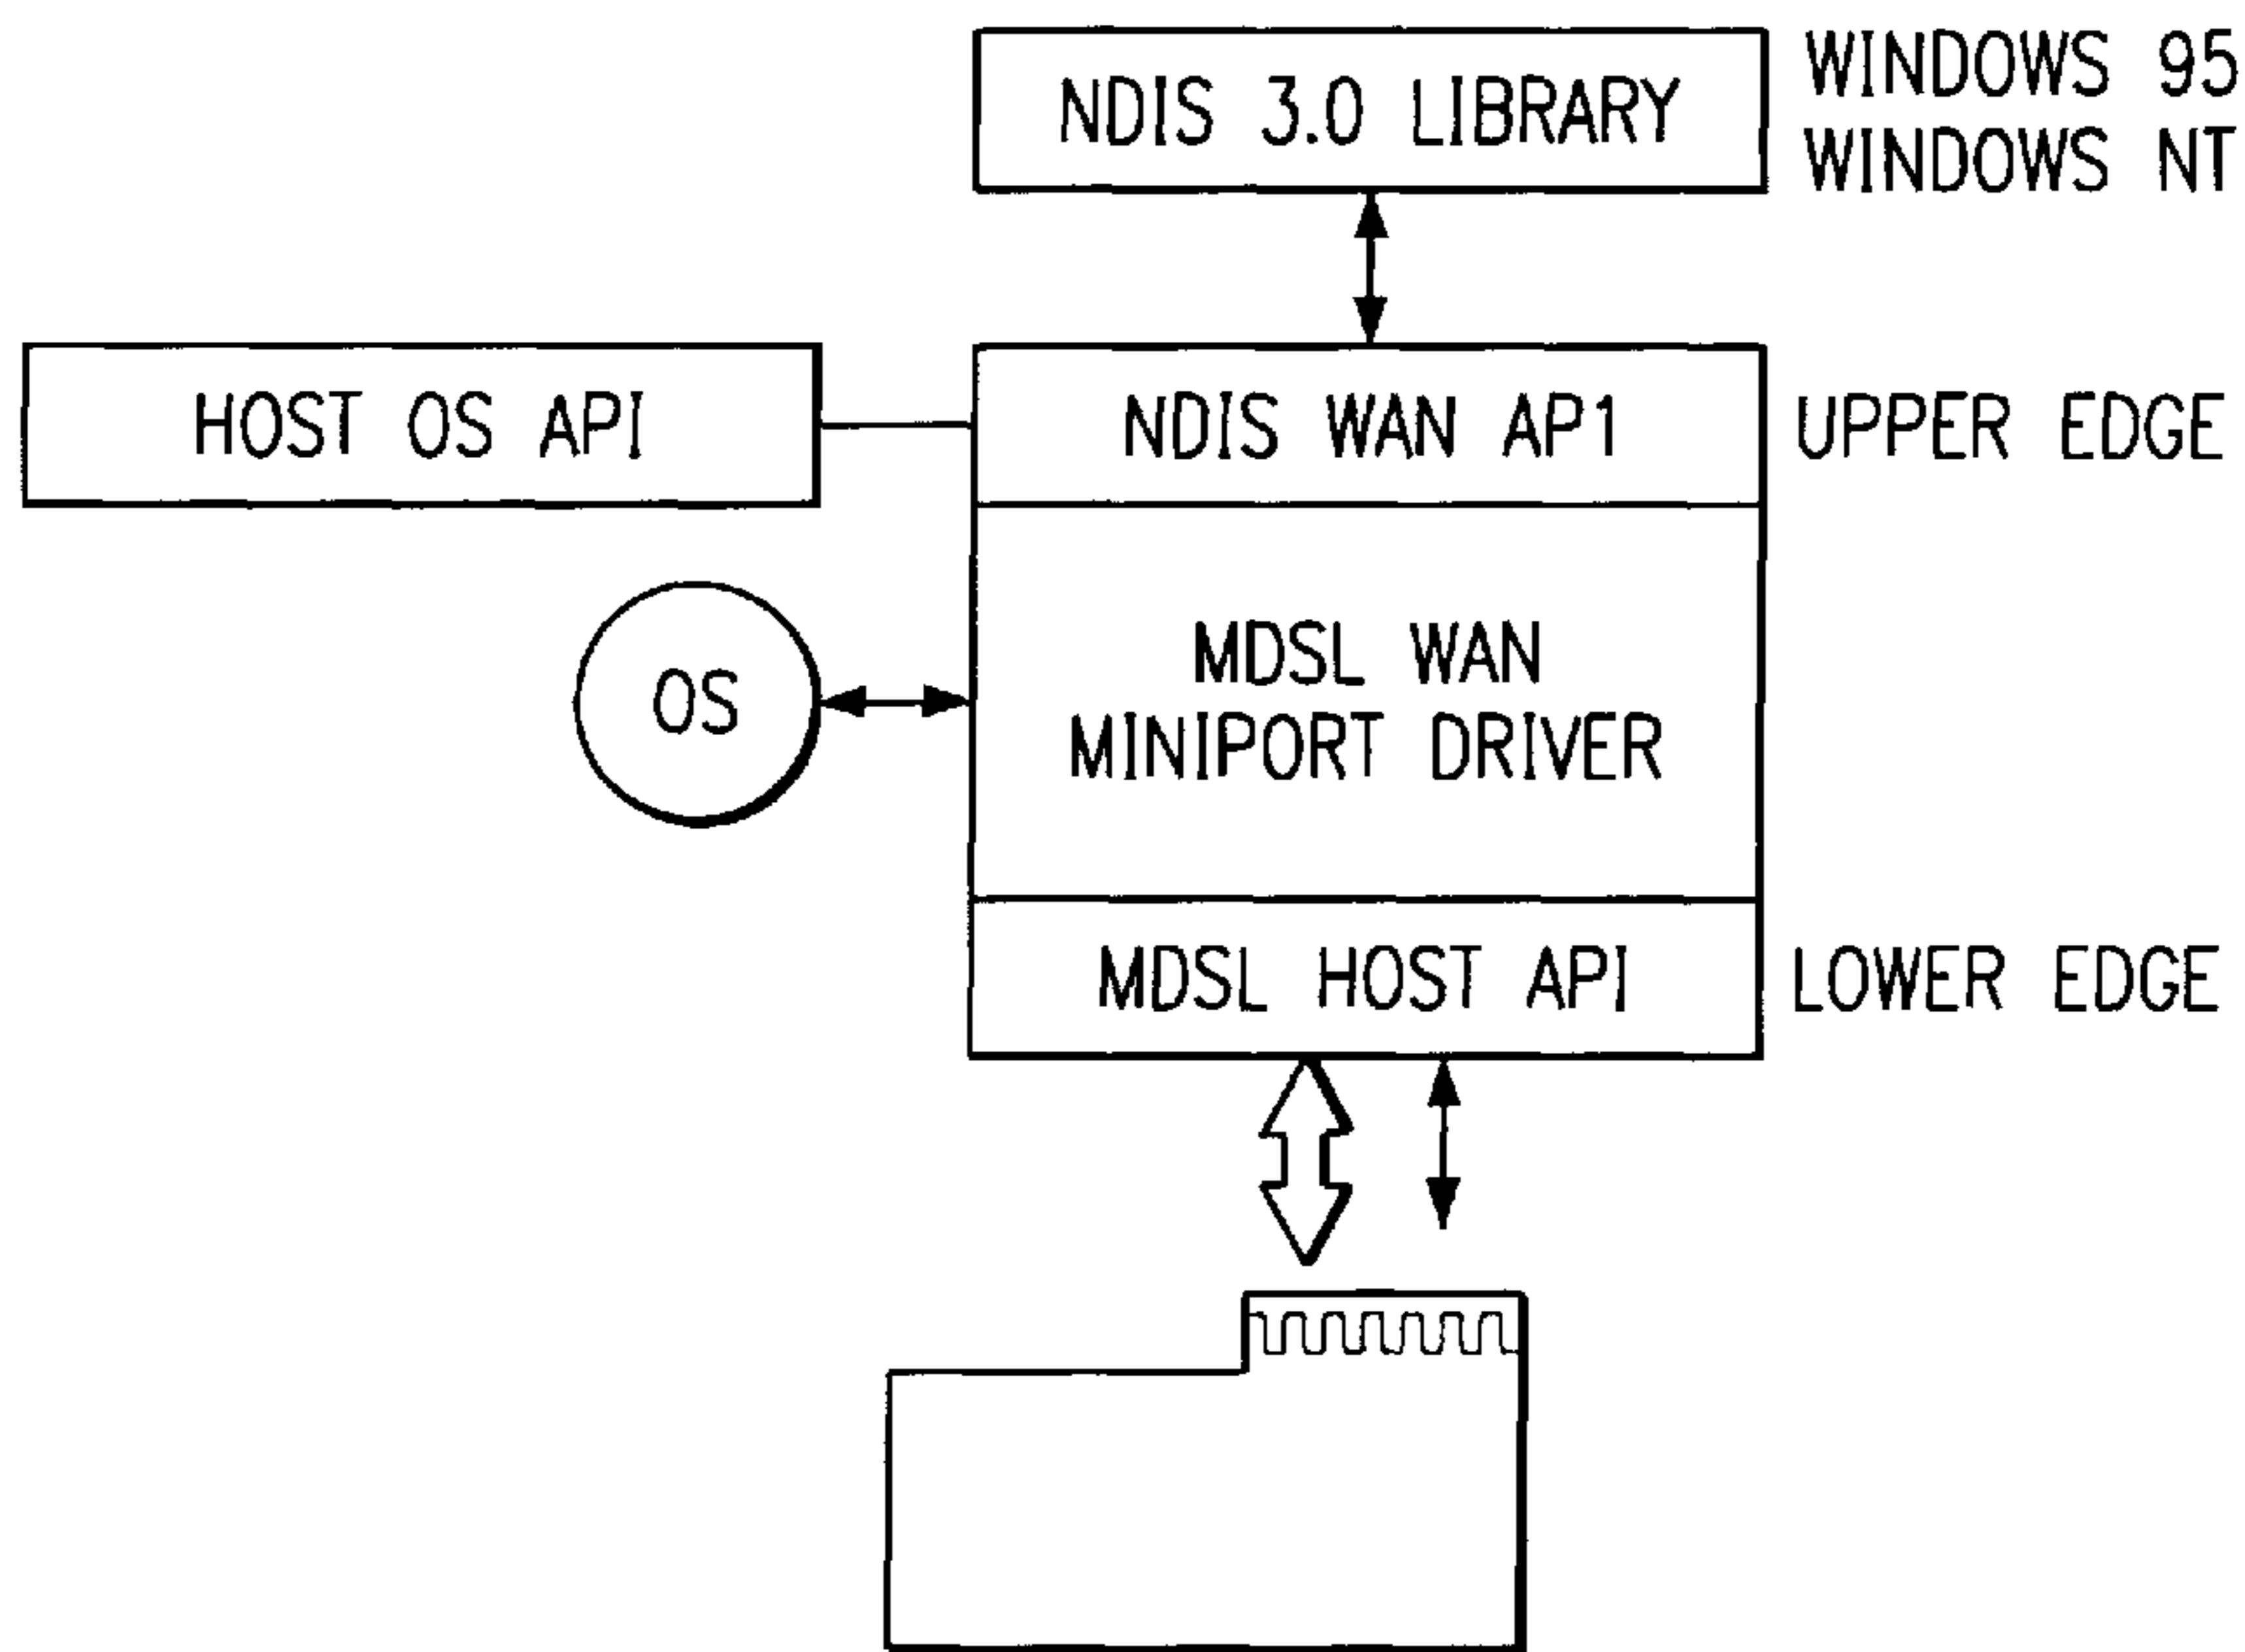 NDIS 3.0 LIBRARY
WINDOWS 95
WINDOWS NT
HOST OS API
NDIS WAN AP1
UPPER EDGE
OS
MDSL WAN
MINIPORT DRIVER
MDSL HOST API
LOWER EDGE